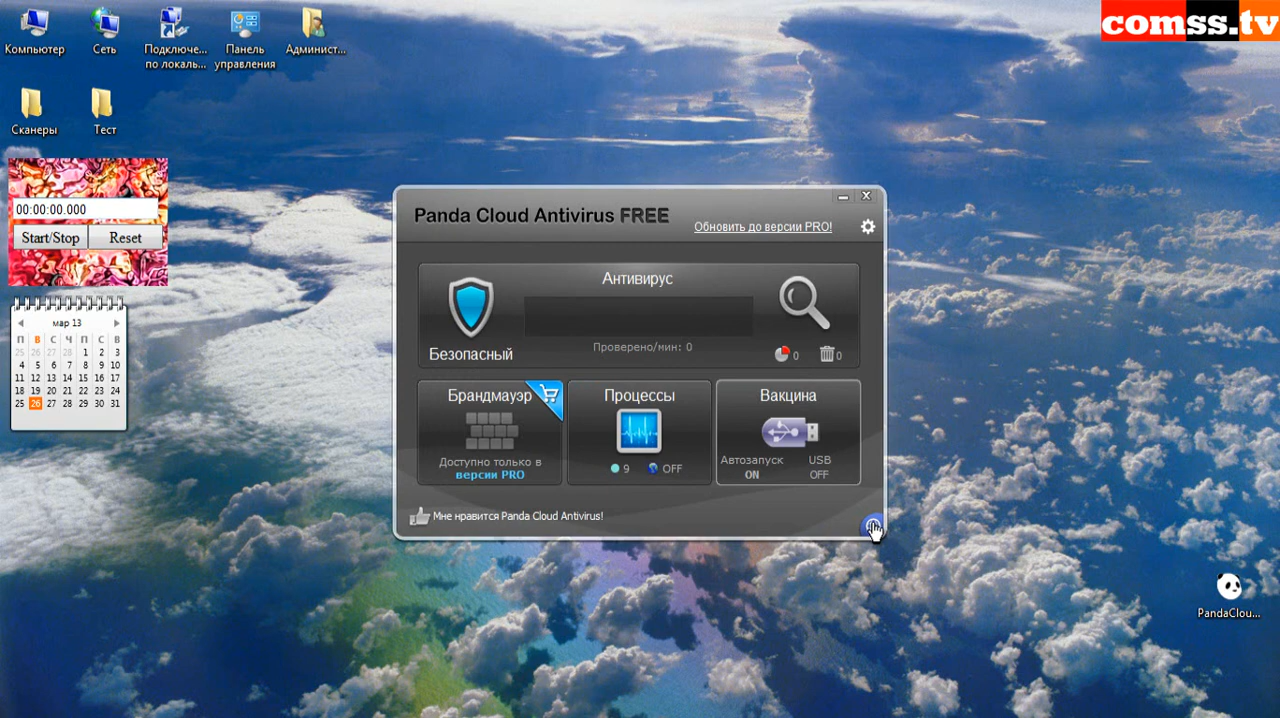 comss.tv
Компьютер
Сеть
Подключе...
по локаль...
Панель
управления
Админист...
Сканеры
Тест
00:00:00.000
Start/Stop
Reset
мар 13
П В С Ч П С В
25 26 27 28 1 2 3
4 5 6 7 8 9 10
11 12 13 14 15 16 17
18 19 20 21 22 23 24
25 26 27 28 29 30 31
Panda Cloud Antivirus FREE
Обновить до версии PRO!
Антивирус
Безопасный
Проверено/мин: 0
0
0
Брандмауэр
Доступно только в
версии PRO
Процессы
9 OFF
Вакцина
Автозапуск USB
ON OFF
Мне нравится Panda Cloud Antivirus!
PandaClou...